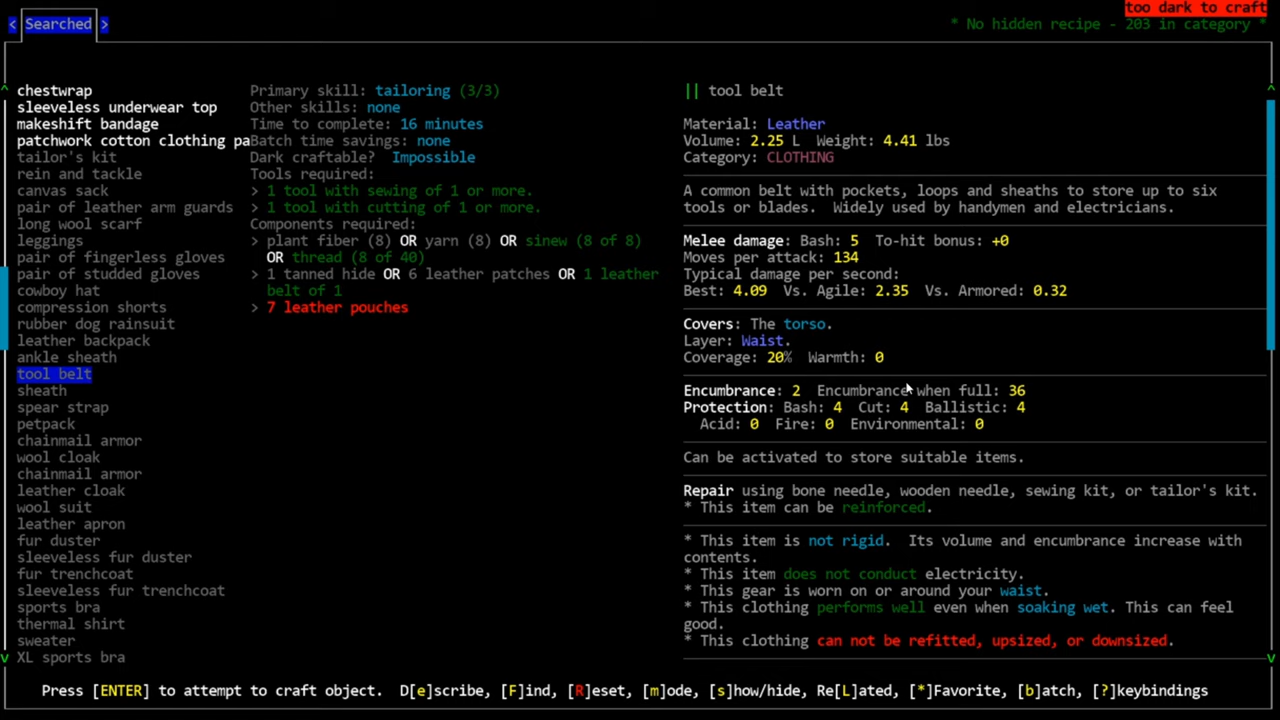 too dark to craft
< Searched >
* No hidden recipe - 203 in category *
chestwrap
sleeveless underwear top
makeshift bandage
patchwork cotton clothing pa
tailor's kit
rein and tackle
canvas sack
pair of leather arm guards
long wool scarf
leggings
pair of fingerless gloves
pair of studded gloves
cowboy hat
compression shorts
rubber dog rainsuit
leather backpack
ankle sheath
tool belt
sheath
spear strap
petpack
chainmail armor
wool cloak
chainmail armor
leather cloak
wool suit
leather apron
fur duster
sleeveless fur duster
fur trenchcoat
sleeveless fur trenchcoat
sports bra
thermal shirt
sweater
XL sports bra
Primary skill: tailoring (3/3)
Other skills: none
Time to complete: 16 minutes
Batch time savings: none
Dark craftable? Impossible
Tools required:
> 1 tool with sewing of 1 or more.
> 1 tool with cutting of 1 or more.
Components required:
> plant fiber (8) OR yarn (8) OR sinew (8 of 8)
OR thread (8 of 40)
> 1 tanned hide OR 6 leather patches OR 1 leather
belt of 1
> 7 leather pouches
|| tool belt
Material: Leather
Volume: 2.25 L Weight: 4.41 lbs
Category: CLOTHING
A common belt with pockets, loops and sheaths to store up to six
tools or blades. Widely used by handymen and electricians.
Melee damage: Bash: 5 To-hit bonus: +0
Moves per attack: 134
Typical damage per second:
Best: 4.09 Vs. Agile: 2.35 Vs. Armored: 0.32
Covers: The torso.
Layer: Waist.
Coverage: 20% Warmth: 0
Encumbrance: 2 Encumbrance when full: 36
Protection: Bash: 4 Cut: 4 Ballistic: 4
Acid: 0 Fire: 0 Environmental: 0
Can be activated to store suitable items.
Repair using bone needle, wooden needle, sewing kit, or tailor's kit.
* This item can be reinforced.
* This item is not rigid. Its volume and encumbrance increase with
contents.
* This item does not conduct electricity.
* This gear is worn on or around your waist.
* This clothing performs well even when soaking wet. This can feel
good.
* This clothing can not be refitted, upsized, or downsized.
Press [ENTER] to attempt to craft object. D[e]scribe, [F]ind, [R]eset, [m]ode, [s]how/hide, Re[L]ated, [*]Favorite, [b]atch, [?]keybindings